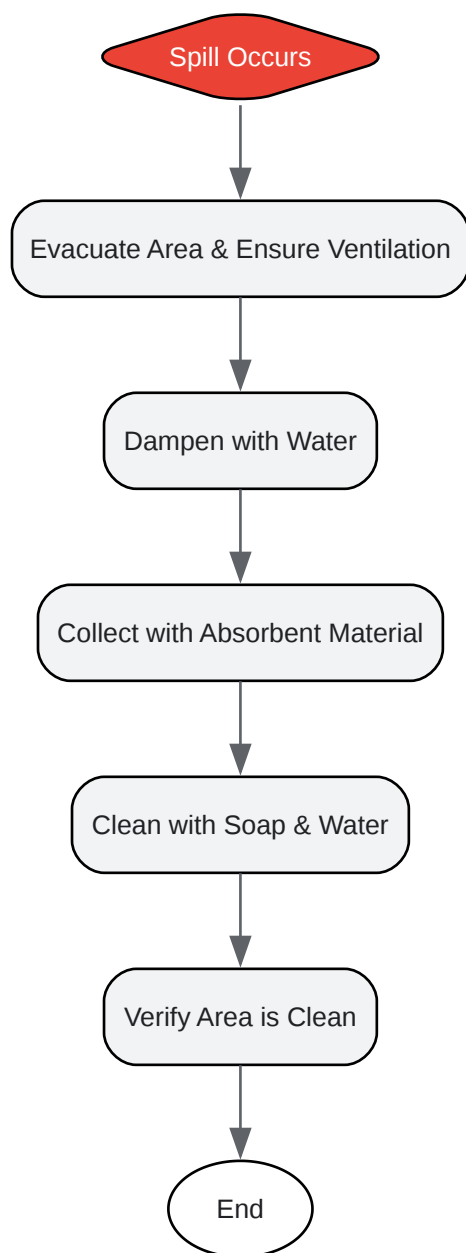 Spill Occurs
Evacuate Area & Ensure Ventilation
Dampen with Water
Collect with Absorbent Material
Clean with Soap & Water
Verify Area is Clean
End